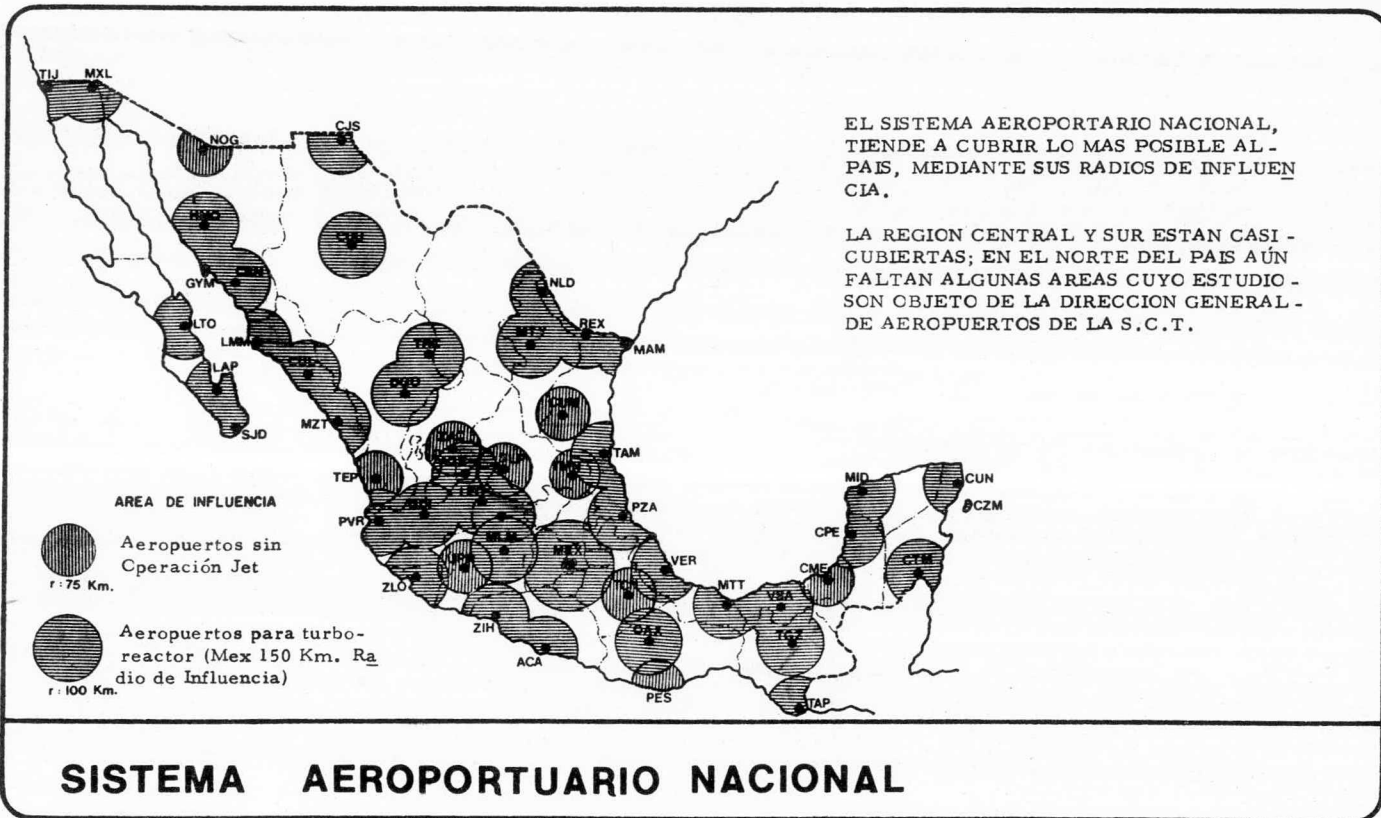 TIJ
MXL
NOG
CJS
HMO
GYM
NLD
LTO
LMM
MTY
REX
MAM
LAP
SJD
MZT
TAM
TEP
PVR
PZA
MLM
MEX
UPN
ZLO
VER
MTT
VSA
ZIH
ACA
OAX
TGZ
PES
TAP
MID
CUN
CZM
CPE
CME
CTM
EL SISTEMA AEROPORTARIO NACIONAL,
TIENDE A CUBRIR LO MAS POSIBLE AL-
PAIS, MEDIANTE SUS RADIOS DE INFLUEN
CIA.
LA REGION CENTRAL Y SUR ESTAN CASI -
CUBIERTAS; EN EL NORTE DEL PAIS AÚN
FALTAN ALGUNAS AREAS CUYO ESTUDIO -
SON OBJETO DE LA DIRECCION GENERAL -
DE AEROPUERTOS DE LA S.C.T.
AREA DE INFLUENCIA
Aeropuertos sin
Cperación Jet
r : 75 Km.
Aeropuertos para turbo-
reactor (Mex 150 Km. Ra
dio de Influencia)
r : 100 Km.
SISTEMA AEROPORTUARIO NACIONAL